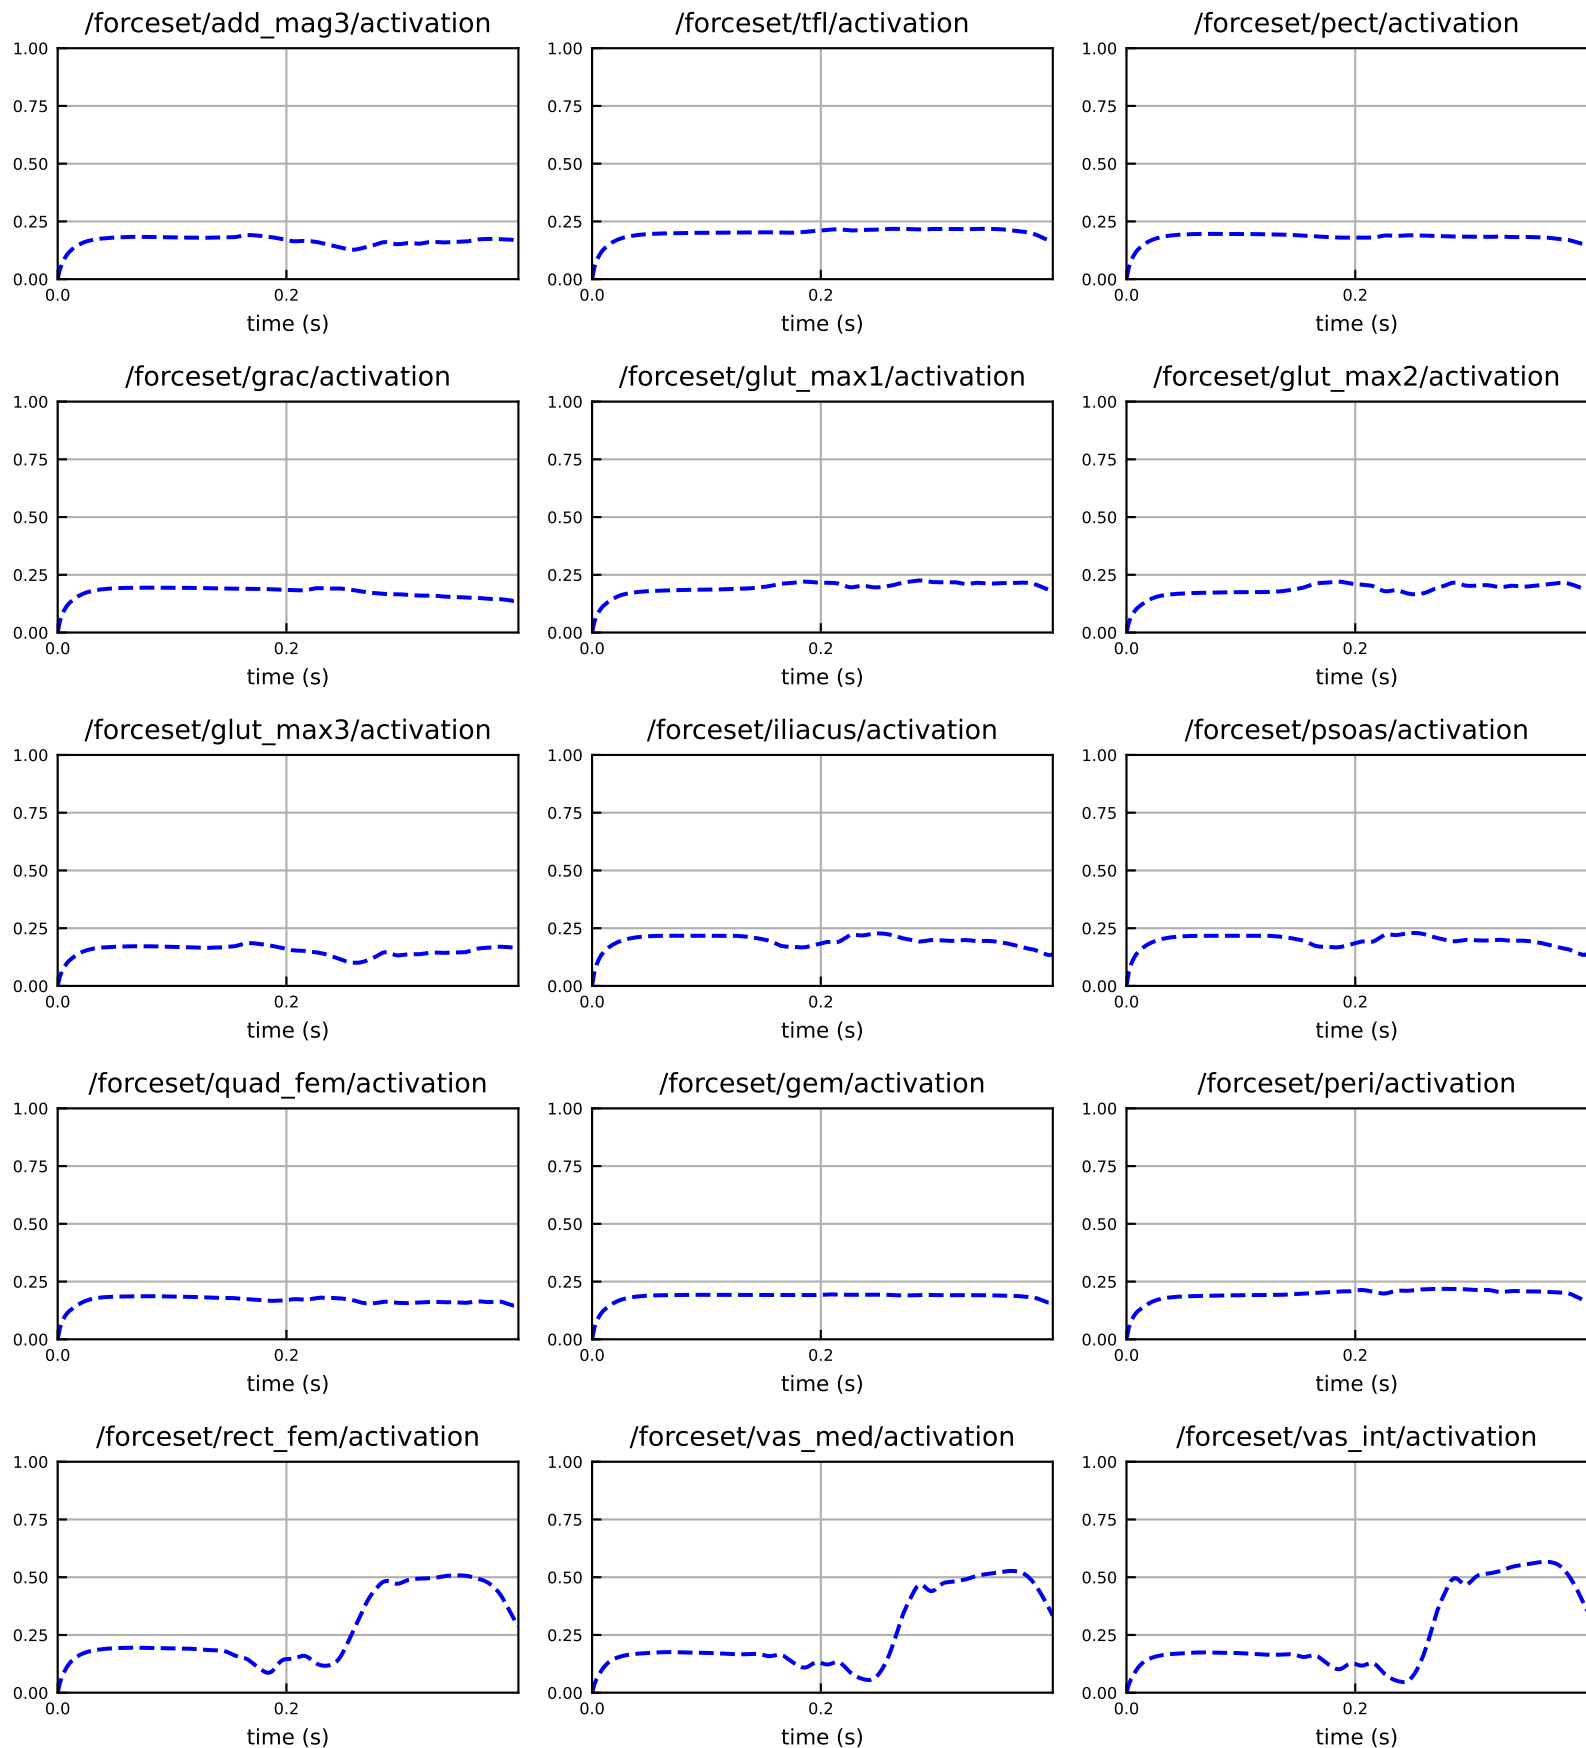 /forceset/add_mag3/activation /forceset/tfl/activation /forceset/pect/activation
1.00 1.00 1.00
0.75 0.75 0.75
0.50 0.50 0.50
0.25 0.25 0.25
0.00 0.00 0.00
0.0 0.2 0.0 0.2 0.0 0.2
time (s) time (s) time (s)
/forceset/grac/activation /forceset/glut_max1/activation /forceset/glut_max2/activation
1.00 1.00 1.00
0.75 0.75 0.75
0.50 0.50 0.50
0.25 0.25 0.25
0.00 0.00 0.00
0.0 0.2 0.0 0.2 0.0 0.2
time (s) time (s) time (s)
/forceset/glut_max3/activation /forceset/iliacus/activation /forceset/psoas/activation
1.00 1.00 1.00
0.75 0.75 0.75
0.50 0.50 0.50
0.25 0.25 0.25
0.00 0.00 0.00
0.0 0.2 0.0 0.2 0.0 0.2
time (s) time (s) time (s)
/forceset/quad_fem/activation /forceset/gem/activation /forceset/peri/activation
1.00 1.00 1.00
0.75 0.75 0.75
0.50 0.50 0.50
0.25 0.25 0.25
0.00 0.00 0.00
0.0 0.2 0.0 0.2 0.0 0.2
time (s) time (s) time (s)
/forceset/rect_fem/activation /forceset/vas_med/activation /forceset/vas_int/activation
1.00 1.00 1.00
0.75 0.75 0.75
0.50 0.50 0.50
0.25 0.25 0.25
0.00 0.00 0.00
0.0 0.2 0.0 0.2 0.0 0.2
time (s) time (s) time (s)